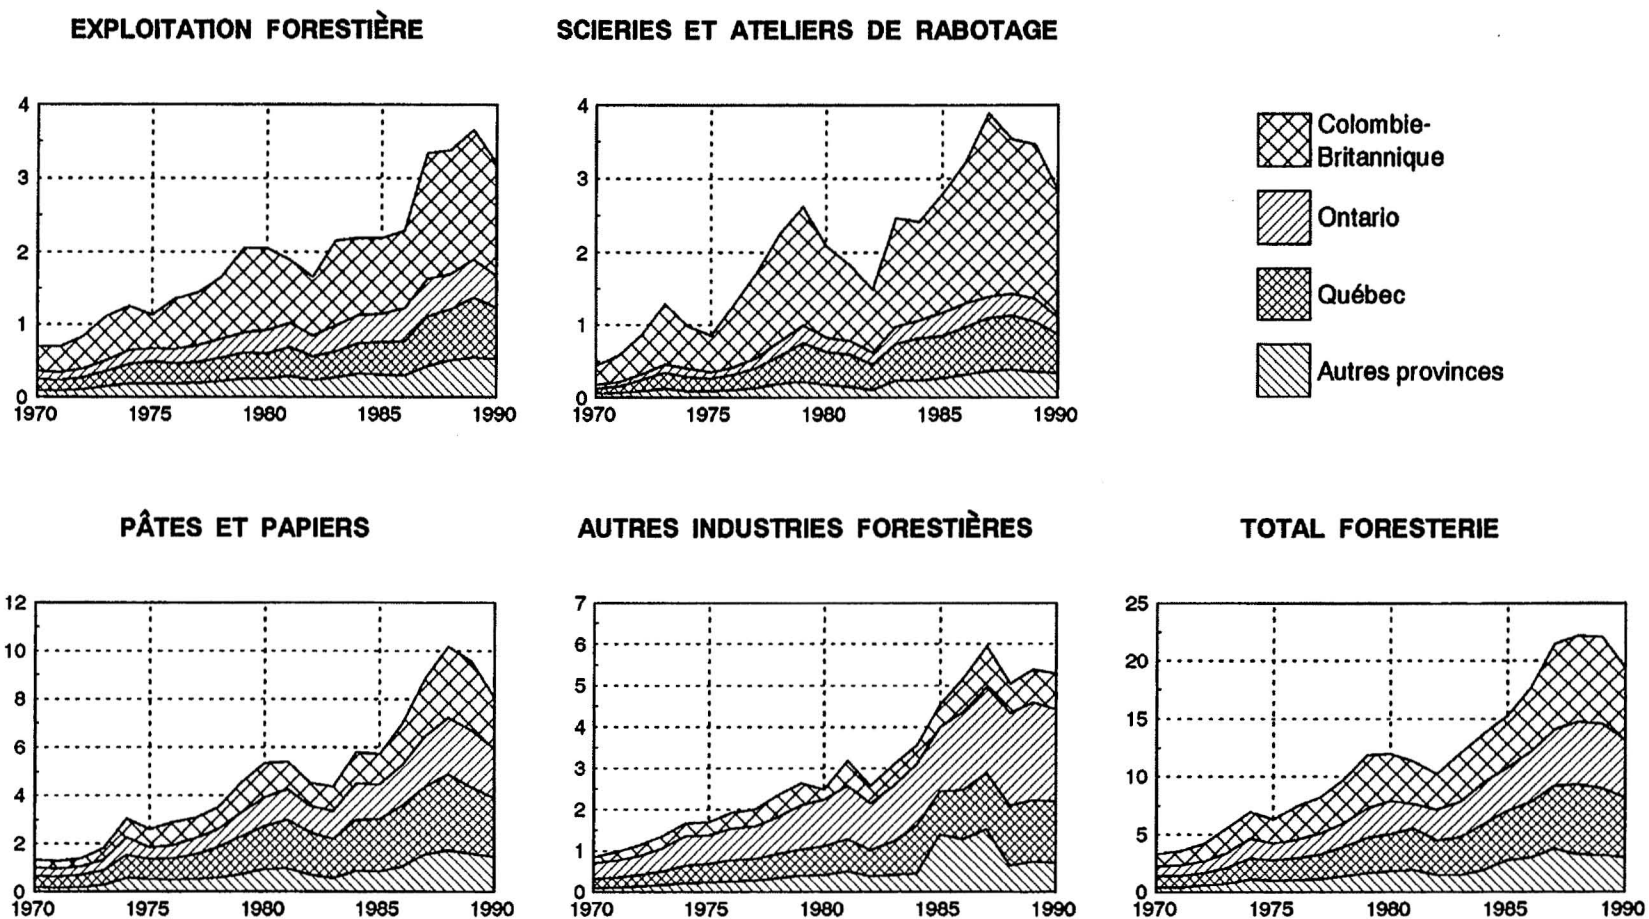 EXPLOITATION FORESTIÈRE
4
3
2
1
0
1970 1975 1980 1985 1990
SCIERIES ET ATELIERS DE RABOTAGE
4
3
2
1
0
1970 1975 1980 1985 1990
Colombie-
Britannique
Ontario
Québec
Autres provinces
PÂTES ET PAPIERS
12
10
8
6
4
2
0
1970 1975 1980 1985 1990
AUTRES INDUSTRIES FORESTIÈRES
7
6
5
4
3
2
1
0
1970 1975 1980 1985 1990
TOTAL FORESTERIE
25
20
15
10
5
0
1970 1975 1980 1985 1990